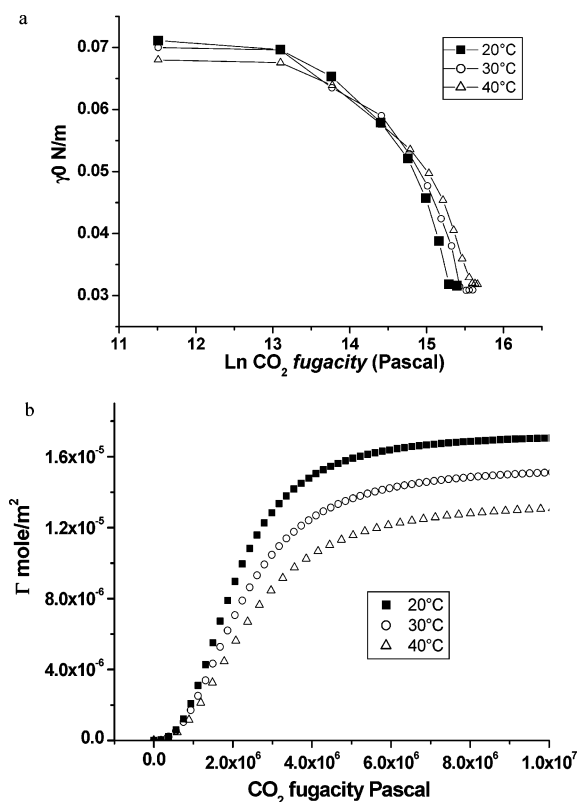 a
0.07
0.06
0.05
0.04
0.03
γ0 N/m
20°C
30°C
40°C
11 12 13 14 15 16
Ln CO₂ fugacity (Pascal)
b
1.6x10⁻⁵
1.2x10⁻⁵
8.0x10⁻⁶
4.0x10⁻⁶
0.0
Γ mole/m²
20°C
30°C
40°C
0.0 2.0x10⁶ 4.0x10⁶ 6.0x10⁶ 8.0x10⁶ 1.0x10⁷
CO₂ fugacity Pascal